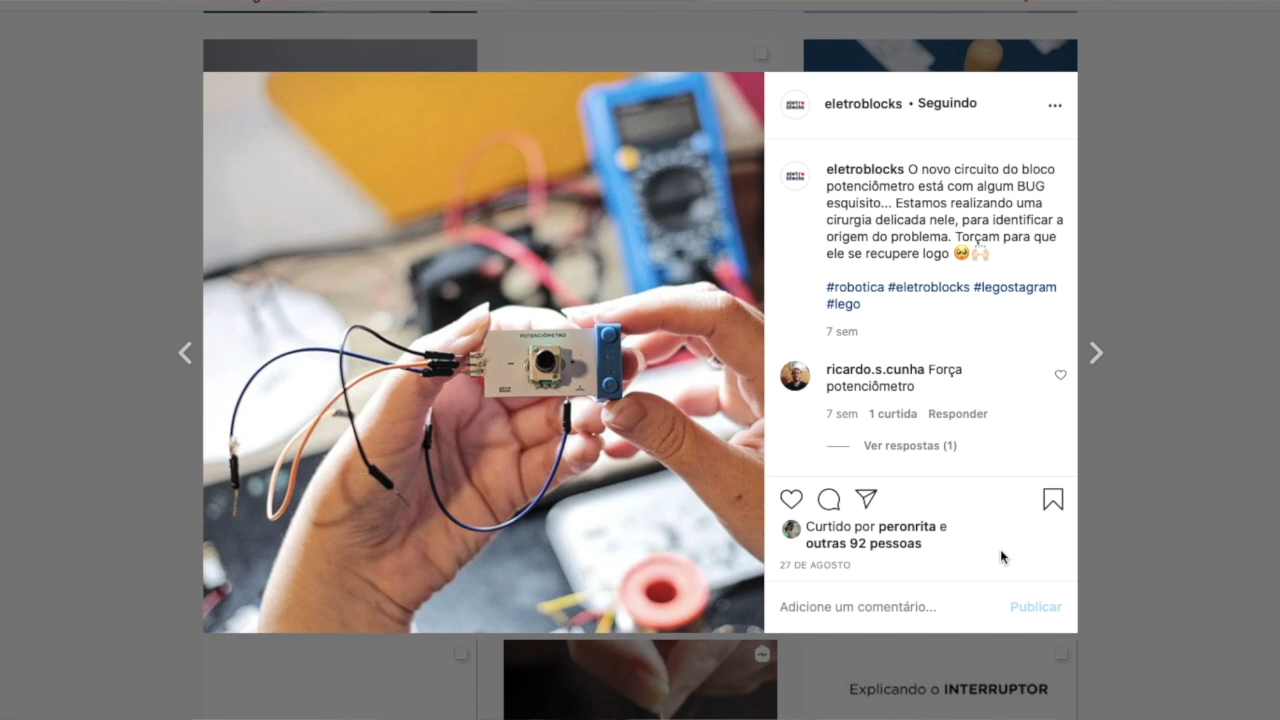 eletroblocks • Seguindo
eletroblocks O novo circuito do bloco
potenciômetro está com algum BUG
esquisito... Estamos realizando uma
cirurgia delicada nele, para identificar a
origem do problema. Torçam para que
ele se recupere logo 🥺🙌🏻
#robotica #eletroblocks #legostagram
#lego
7 sem
ricardo.s.cunha Força
potenciômetro
7 sem 1 curtida Responder
Ver respostas (1)
Curtido por peronrita e
outras 92 pessoas
27 DE AGOSTO
Adicione um comentário... Publicar
POTENCIÔMETRO
- +
Explicando o INTERRUPTOR